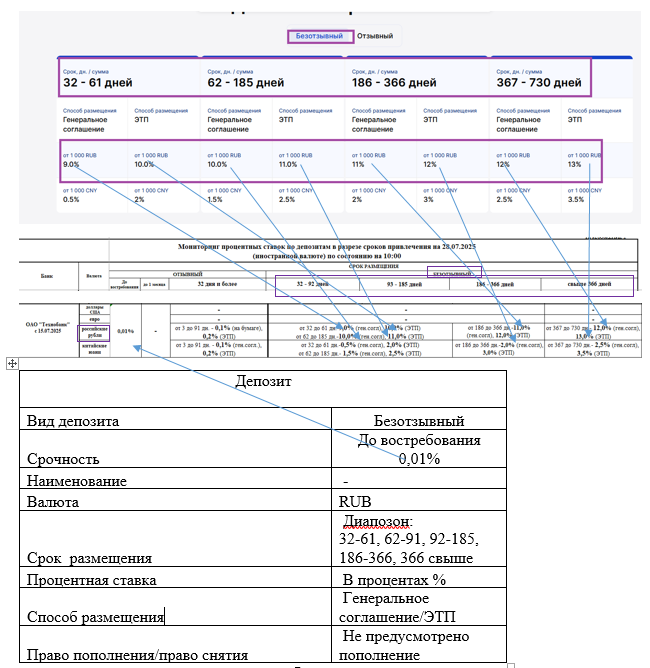 Безотзывный Отзывный
Срок, дн. / сумма Срок, дн. / сумма Срок, дн. / сумма Срок, дн. / сумма
32 - 61 дней 62 - 185 дней 186 - 366 дней 367 - 730 дней
Способ размещения Способ размещения Способ размещения Способ размещения Способ размещения Способ размещения Способ размещения Способ размещения
Генеральное ЭТП Генеральное ЭТП Генеральное ЭТП Генеральное ЭТП
соглашение соглашение соглашение соглашение
от 1 000 RUB от 1 000 RUB от 1 000 RUB от 1 000 RUB от 1 000 RUB от 1 000 RUB от 1 000 RUB от 1 000 RUB
9.0% 10.0% 10.0% 11.0% 11% 12% 12% 13%
от 1 000 CNY от 1 000 CNY от 1 000 CNY от 1 000 CNY от 1 000 CNY от 1 000 CNY от 1 000 CNY от 1 000 CNY
0.5% 2% 1.5% 2.5% 2% 3% 2.5% 3.5%
Мониторинг процентных ставок по депозитам в разрезе сроков привлечения на 28.07.2025
(иностранной валюте) по состоянию на 10:00
СРОК РАЗМЕЩЕНИЯ
Банк Валюта ОТЗЫВНЫЙ БЕЗОТЗЫВНЫЙ
До востребования до 1 месяца 32 дня и более 32 - 92 дней 93 - 185 дней 186 - 366 дней свыше 366 дней
доллары
США - -
евро - -
ОАО "Технобанк"
с 15.07.2025
российские
рубли 0,01% - от 3 до 91 дн. - 0,1% (на бумаге),
0,2% (ЭТП)
от 32 до 61 (ген.согл), (ЭТП)
от 62 до 185 дн.-10,0% (ген.согл), 11,0% (ЭТП)
от 186 до 366 дн.-11,0%
(ген.согл), 12,0% (ЭТП)
от 367 до 730 дн.- 12,0% (ген.согл),
13,0% (ЭТП)
китайские
юани от 3 до 91 дн. - 0,1% (ген.согл.),
0,2% (ЭТП)
от 32 до 61 дн.-0,5% (ген.согл), 2,0% (ЭТП)
от 62 до 185 дн.- 1,5% (ген.согл), 2,5% (ЭТП)
от 186 до 366 дн.-2,0% (ген.согл),
3,0% (ЭТП)
от 367 до 730 дн.- 2,5% (ген.согл),
3,5% (ЭТП)
Депозит
Вид депозита Безотзывный
До востребования
Срочность 0,01%
Наименование -
Валюта RUB
Диапозон:
32-61, 62-91, 92-185,
Срок размещения 186-366, 366 свыше
Процентная ставка В процентах %
Генеральное
Способ размещения соглашение/ЭТП
Не предусмотрено
Право пополнения/право снятия пополнение